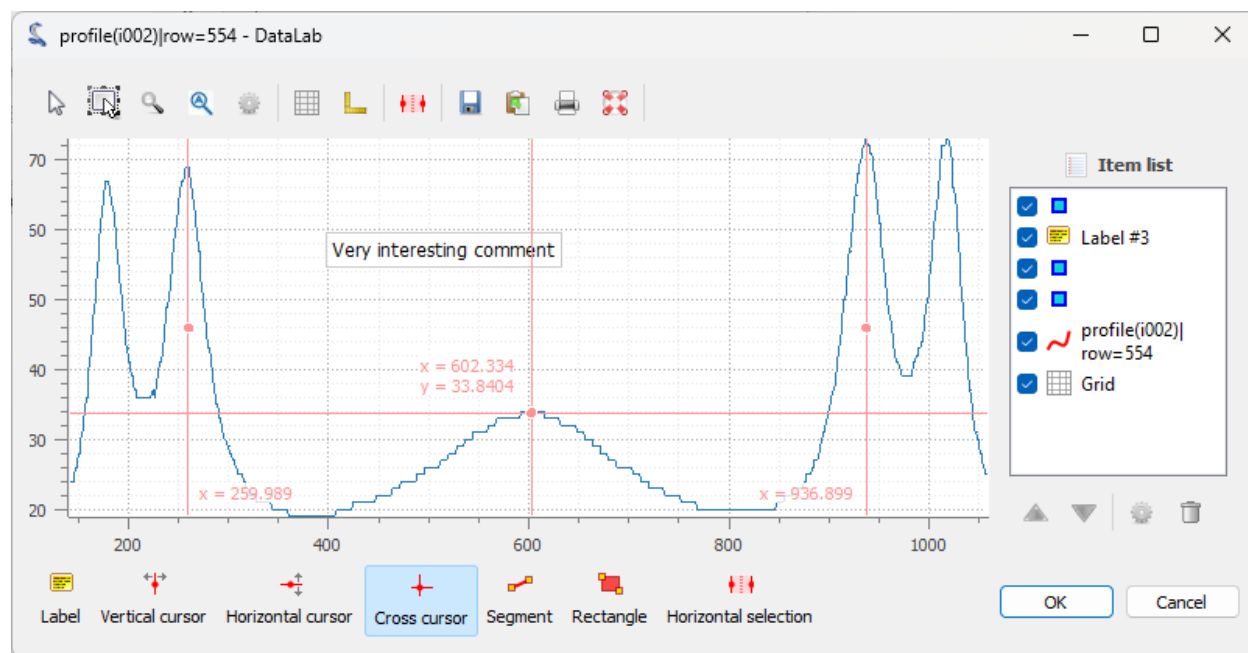 profile(i002)|row=554 - DataLab
70
60
50
40
30
20
Very interesting comment
x = 602.334
y = 33.8404
x = 259.989
x = 936.899
200
400
600
800
1000
Item list
Label #3
profile(i002)|
row=554
Grid
Label
Vertical cursor
Horizontal cursor
Cross cursor
Segment
Rectangle
Horizontal selection
OK
Cancel